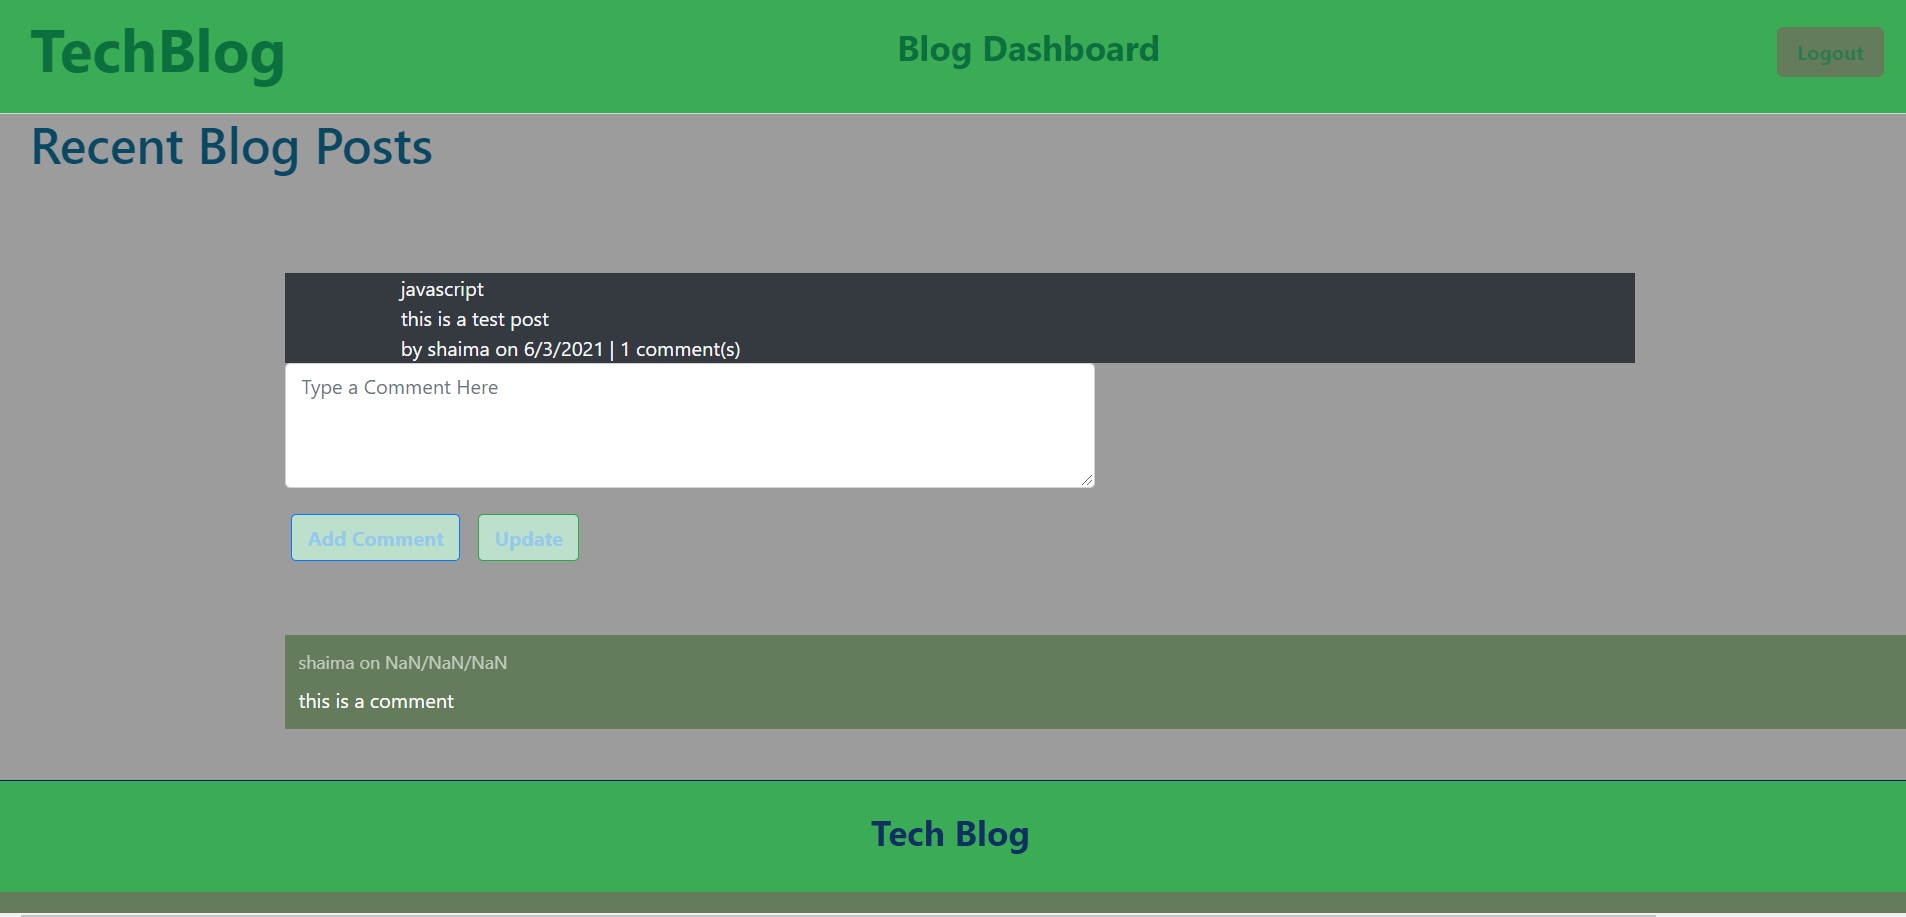 TechBlog
Blog Dashboard
Logout
Recent Blog Posts
javascript
this is a test post
by shaima on 6/3/2021 | 1 comment(s)
Type a Comment Here
Add Comment
Update
shaima on NaN/NaN/NaN
this is a comment
Tech Blog